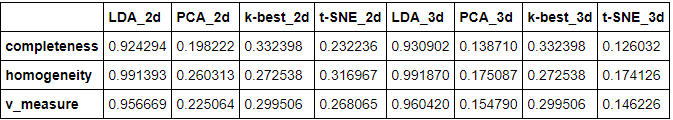 LDA_2d PCA_2d k-best_2d t-SNE_2d LDA_3d PCA_3d k-best_3d t-SNE_3d
completeness 0.924294 0.198222 0.332398 0.232236 0.930902 0.138710 0.332398 0.126032
homogeneity 0.991393 0.260313 0.272538 0.316967 0.991870 0.175087 0.272538 0.174126
v_measure 0.956669 0.225064 0.299506 0.268065 0.960420 0.154790 0.299506 0.146226